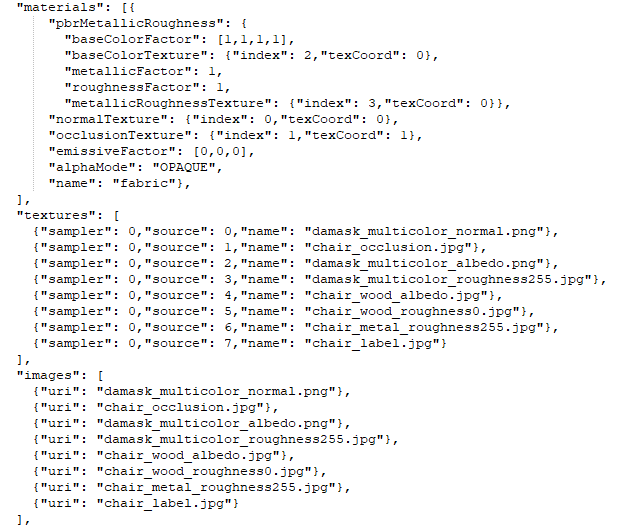 "materials": [{
"pbrMetallicRoughness": {
"baseColorFactor": [1,1,1,1],
"baseColorTexture": {"index": 2,"texCoord": 0},
"metallicFactor": 1,
"roughnessFactor": 1,
"metallicRoughnessTexture": {"index": 3,"texCoord": 0}},
"normalTexture": {"index": 0,"texCoord": 0},
"occlusionTexture": {"index": 1,"texCoord": 1},
"emissiveFactor": [0,0,0],
"alphaMode": "OPAQUE",
"name": "fabric"},
],
"textures": [
{"sampler": 0,"source": 0,"name": "damask_multicolor_normal.png"},
{"sampler": 0,"source": 1,"name": "chair_occlusion.jpg"},
{"sampler": 0,"source": 2,"name": "damask_multicolor_albedo.png"},
{"sampler": 0,"source": 3,"name": "damask_multicolor_roughness255.jpg"},
{"sampler": 0,"source": 4,"name": "chair_wood_albedo.jpg"},
{"sampler": 0,"source": 5,"name": "chair_wood_roughness0.jpg"},
{"sampler": 0,"source": 6,"name": "chair_metal_roughness255.jpg"},
{"sampler": 0,"source": 7,"name": "chair_label.jpg"}
],
"images": [
{"uri": "damask_multicolor_normal.png"},
{"uri": "chair_occlusion.jpg"},
{"uri": "damask_multicolor_albedo.png"},
{"uri": "damask_multicolor_roughness255.jpg"},
{"uri": "chair_wood_albedo.jpg"},
{"uri": "chair_wood_roughness0.jpg"},
{"uri": "chair_metal_roughness255.jpg"},
{"uri": "chair_label.jpg"}
],